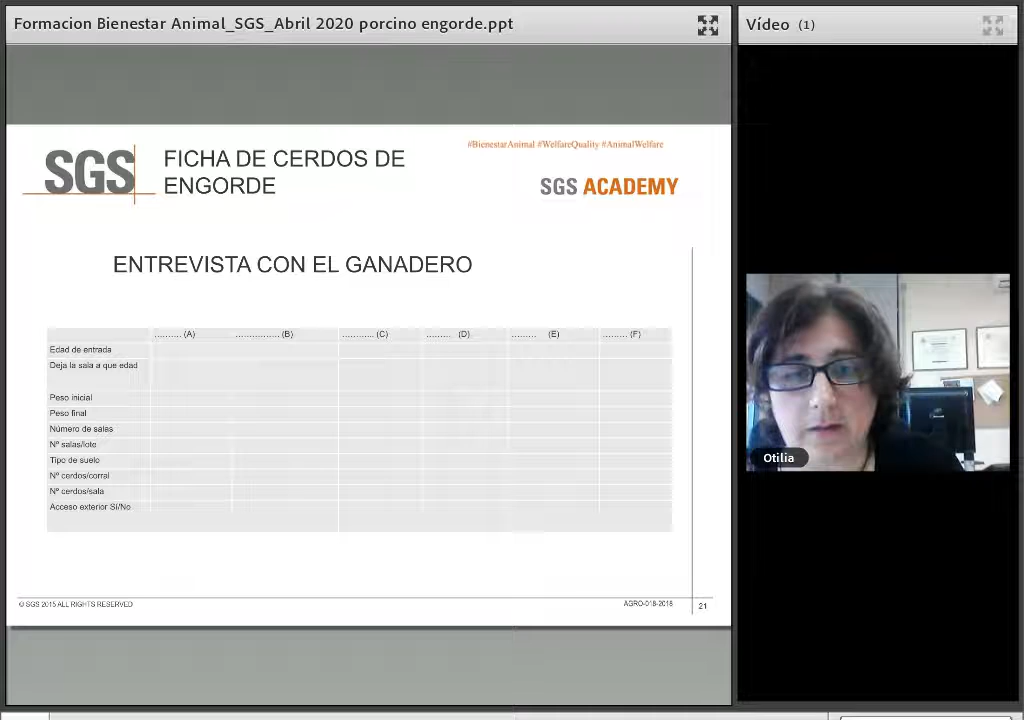 Formacion Bienestar Animal_SGS_Abril 2020 porcino engorde.ppt
Vídeo (1)
#BienestarAnimal #WelfareQuality #AnimalWelfare
SGS
FICHA DE CERDOS DE
ENGORDE
SGS ACADEMY
ENTREVISTA CON EL GANADERO
.......... (A) ................ (B) ........... (C) ......... (D) ......... (E) ......... (F)
Edad de entrada
Deja la sala a que edad
Peso inicial
Peso final
Número de salas
Nº salas/lote
Tipo de suelo
Nº cerdos/corral
Nº cerdos/sala
Acceso exterior SI/No
© SGS 2015 ALL RIGHTS RESERVED
AGRO-018-2018
21
Otilia